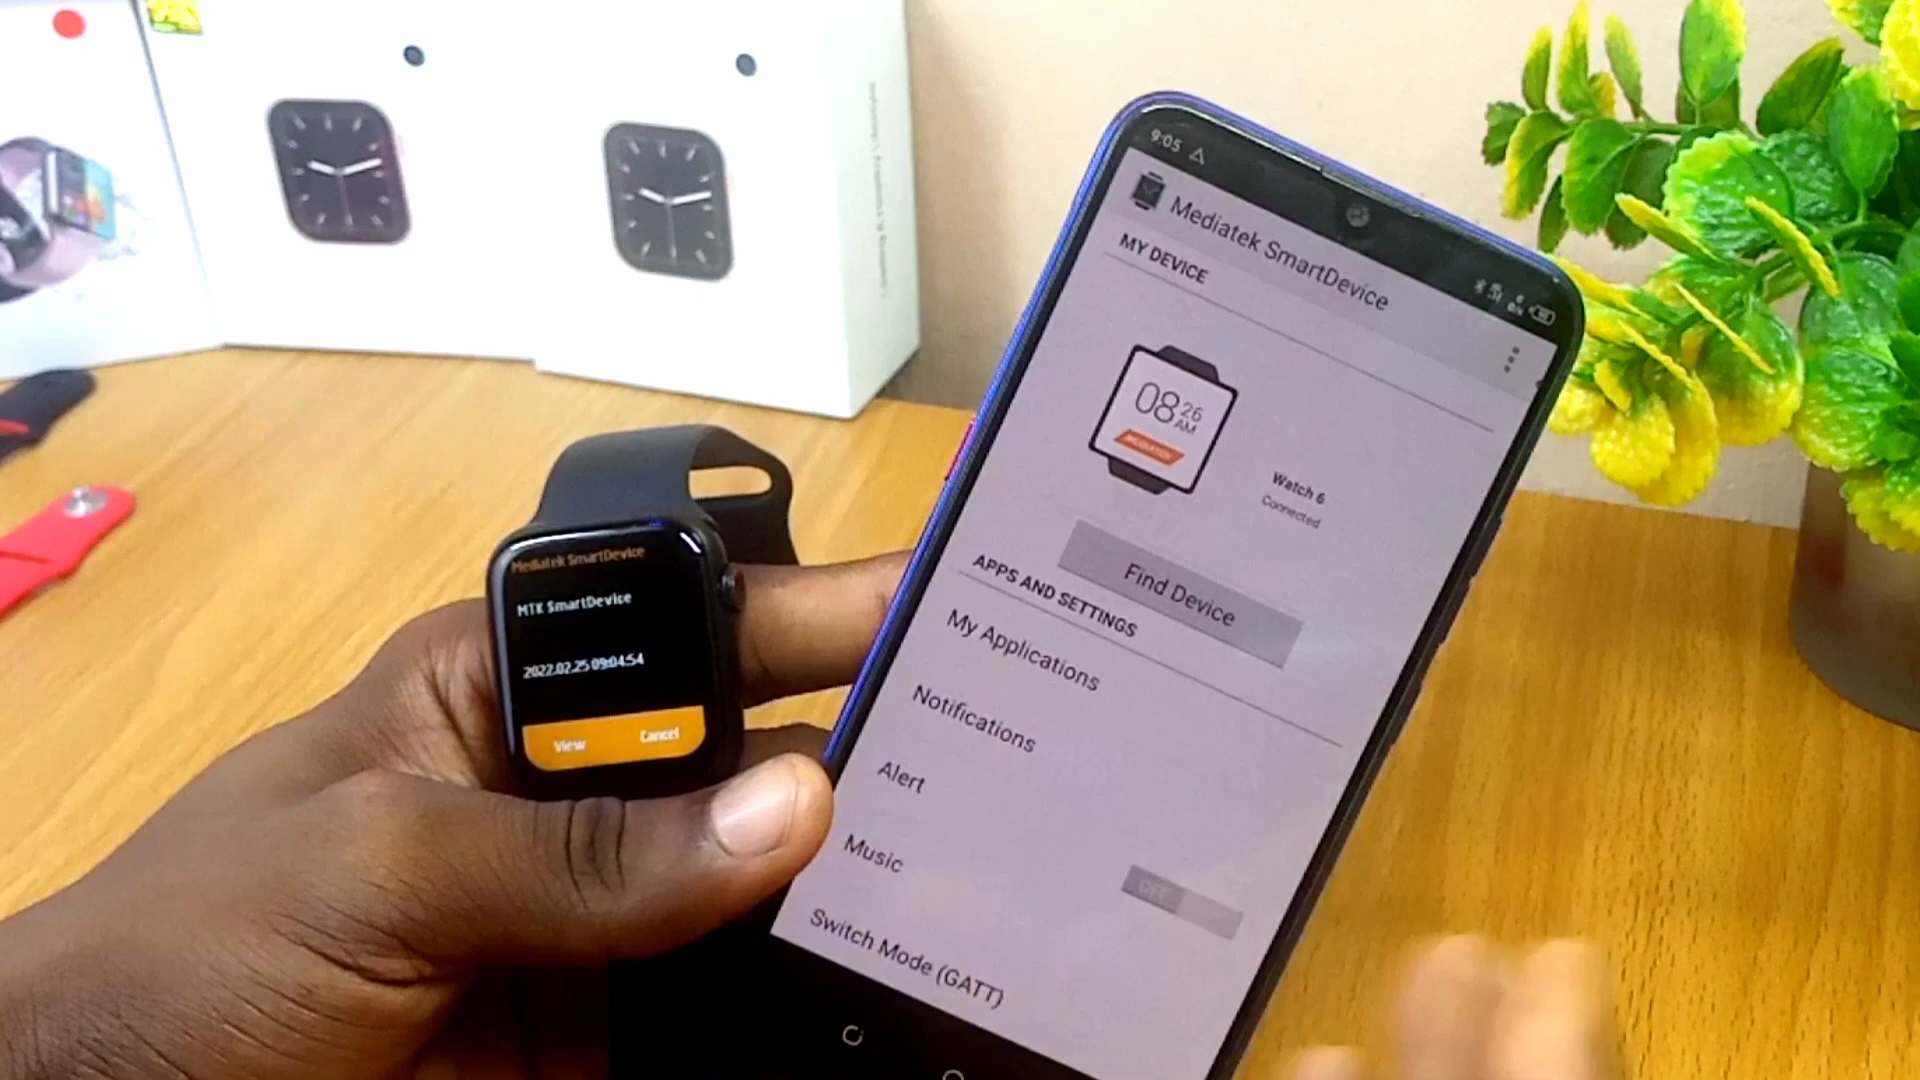 Mediatek SmartDevice
MTK SmartDevice
2022.02.25 09:04:54
View Cancel
9:05
Mediatek SmartDevice
MY DEVICE
08 26
AM
MEDIATEK
Watch 6
Connected
Find Device
APPS AND SETTINGS
My Applications
Notifications
Alert
Music
OFF
Switch Mode (GATT)